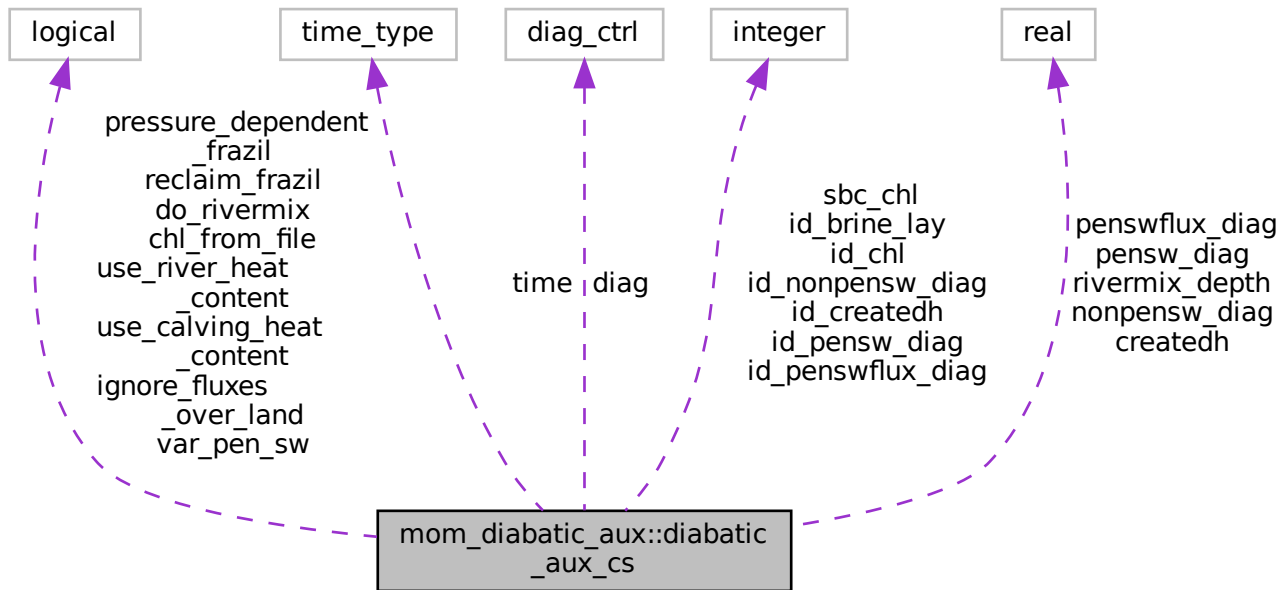 logical
time_type
diag_ctrl
integer
real
pressure_dependent
_frazil
reclaim_frazil
do_rivermix
chl_from_file
use_river_heat
_content
use_calving_heat
_content
ignore_fluxes
_over_land
var_pen_sw
time
diag
sbc_chl
id_brine_lay
id_chl
id_nonpensw_diag
id_createdh
id_pensw_diag
id_penswflux_diag
penswflux_diag
pensw_diag
rivermix_depth
nonpensw_diag
createdh
mom_diabatic_aux::diabatic
_aux_cs